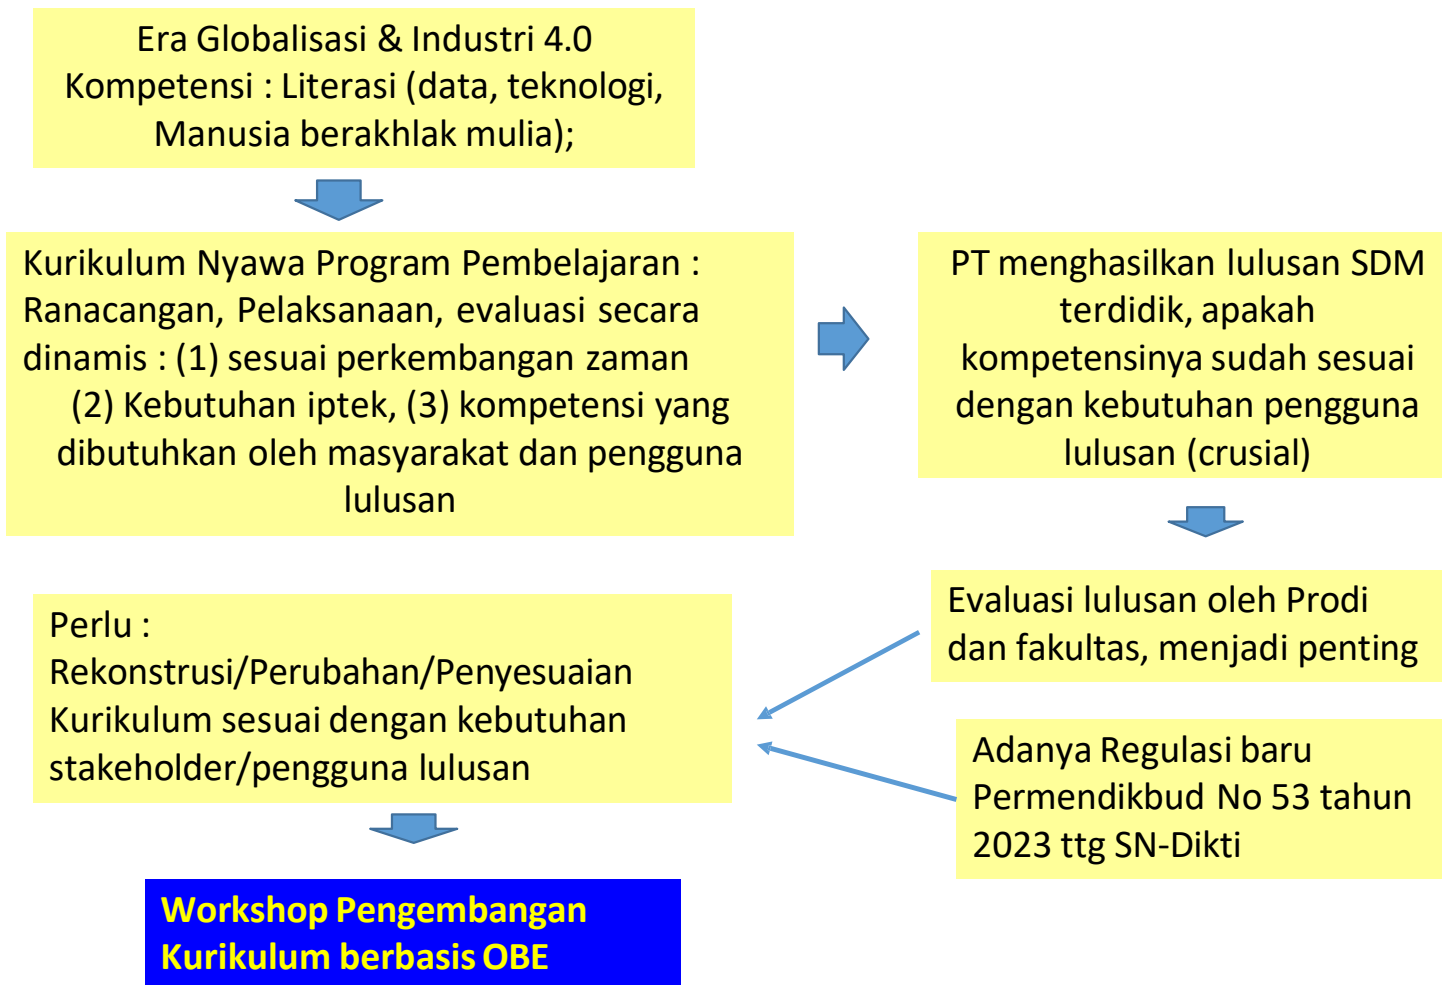 Era Globalisasi & Industri 4.0
Kompetensi : Literasi (data, teknologi,
Manusia berakhlak mulia);
Kurikulum Nyawa Program Pembelajaran :
Ranacangan, Pelaksanaan, evaluasi secara
dinamis : (1) sesuai perkembangan zaman
(2) Kebutuhan iptek, (3) kompetensi yang
dibutuhkan oleh masyarakat dan pengguna
lulusan
PT menghasilkan lulusan SDM
terdidik, apakah
kompetensinya sudah sesuai
dengan kebutuhan pengguna
lulusan (crusial)
Evaluasi lulusan oleh Prodi
dan fakultas, menjadi penting
Adanya Regulasi baru
Permendikbud No 53 tahun
2023 ttg SN-Dikti
Perlu :
Rekonstrusi/Perubahan/Penyesuaian
Kurikulum sesuai dengan kebutuhan
stakeholder/pengguna lulusan
Workshop Pengembangan
Kurikulum berbasis OBE